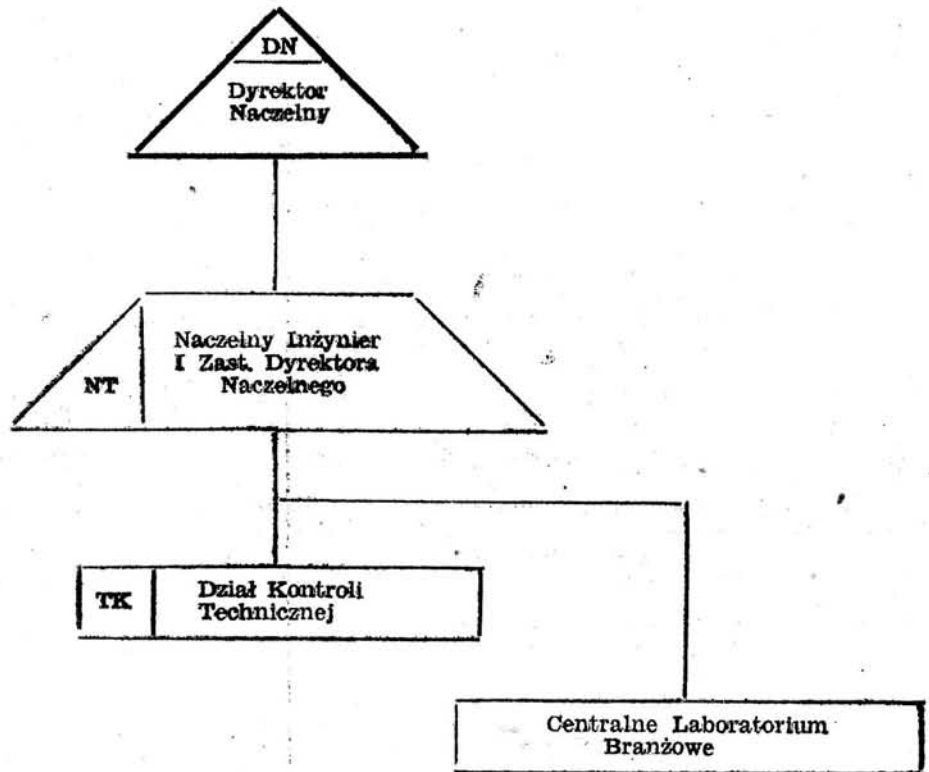 DN
Dyrektor
Naczelny
Naczelny Inżynier
I Zast. Dyrektora
Naczelnego
NT
TK
Dział Kontroli
Technicznej
Centralne Laboratorium
Branżowe